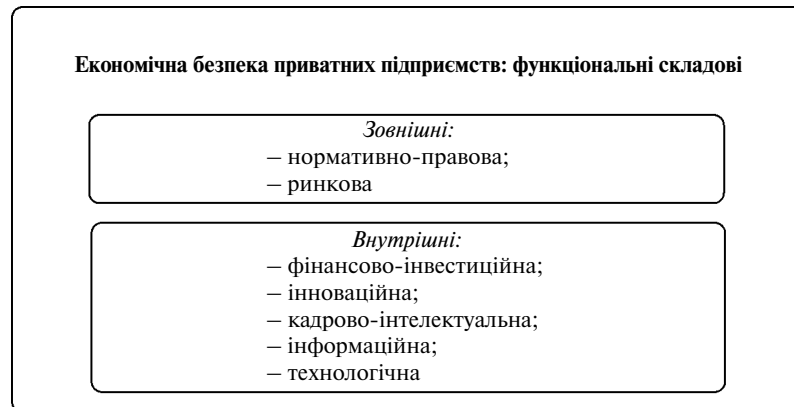 Економічна безпека приватних підприємств: функціональні складові
Зовнішні:
– нормативно-правова;
– ринкова
Внутрішні:
– фінансово-інвестиційна;
– інноваційна;
– кадрово-інтелектуальна;
– інформаційна;
– технологічна